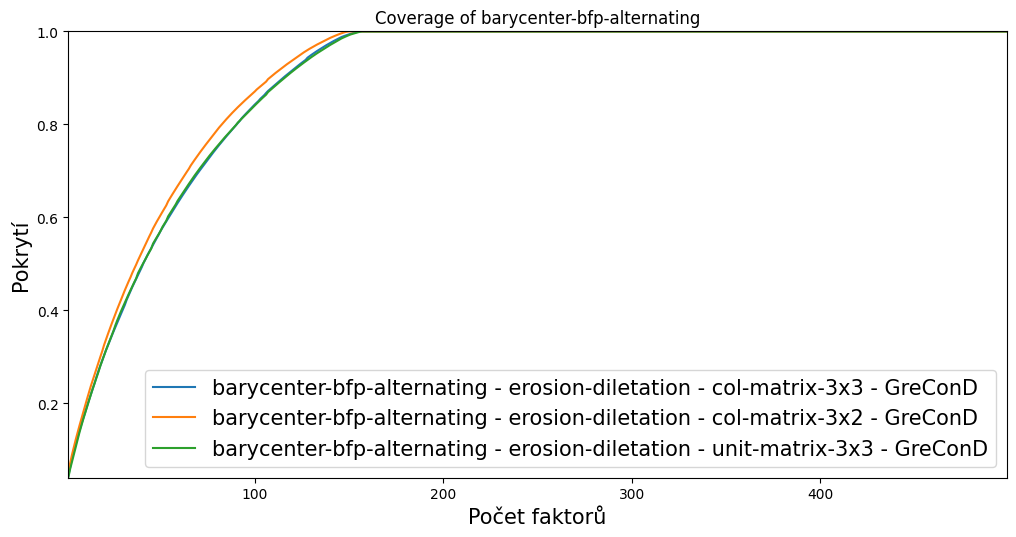 Coverage of barycenter-bfp-alternating
1.0
0.8
0.6
0.4
0.2
Pokrytí
barycenter-bfp-alternating - erosion-diletation - col-matrix-3x3 - GreConD
barycenter-bfp-alternating - erosion-diletation - col-matrix-3x2 - GreConD
barycenter-bfp-alternating - erosion-diletation - unit-matrix-3x3 - GreConD
100 200 300 400
Počet faktorů